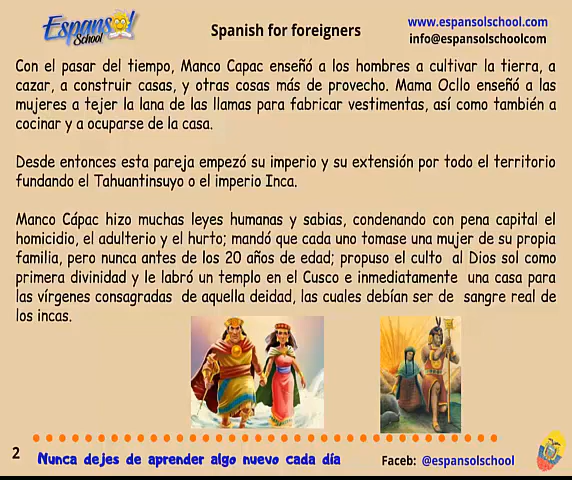 Espansol!
School
Spanish for foreigners
www.espansolschool.com
info@espansolschool.com
Con el pasar del tiempo, Manco Capac enseñó a los hombres a cultivar la tierra, a
cazar, a construir casas, y otras cosas más de provecho. Mama Ocllo enseñó a las
mujeres a tejer la lana de las llamas para fabricar vestimentas, así como también a
cocinar y a ocuparse de la casa.
Desde entonces esta pareja empezó su imperio y su extensión por todo el territorio
fundando el Tahuantinsuyo o el imperio Inca.
Manco Cápac hizo muchas leyes humanas y sabias, condenando con pena capital el
homicidio, el adulterio y el hurto; mandó que cada uno tomase una mujer de su propia
familia, pero nunca antes de los 20 años de edad; propuso el culto al Dios sol como
primera divinidad y le labró un templo en el Cusco e inmediatamente una casa para
las vírgenes consagradas de aquella deidad, las cuales debían ser de sangre real de
los incas.
2
Nunca dejes de aprender algo nuevo cada día
Faceb: @espansolschool